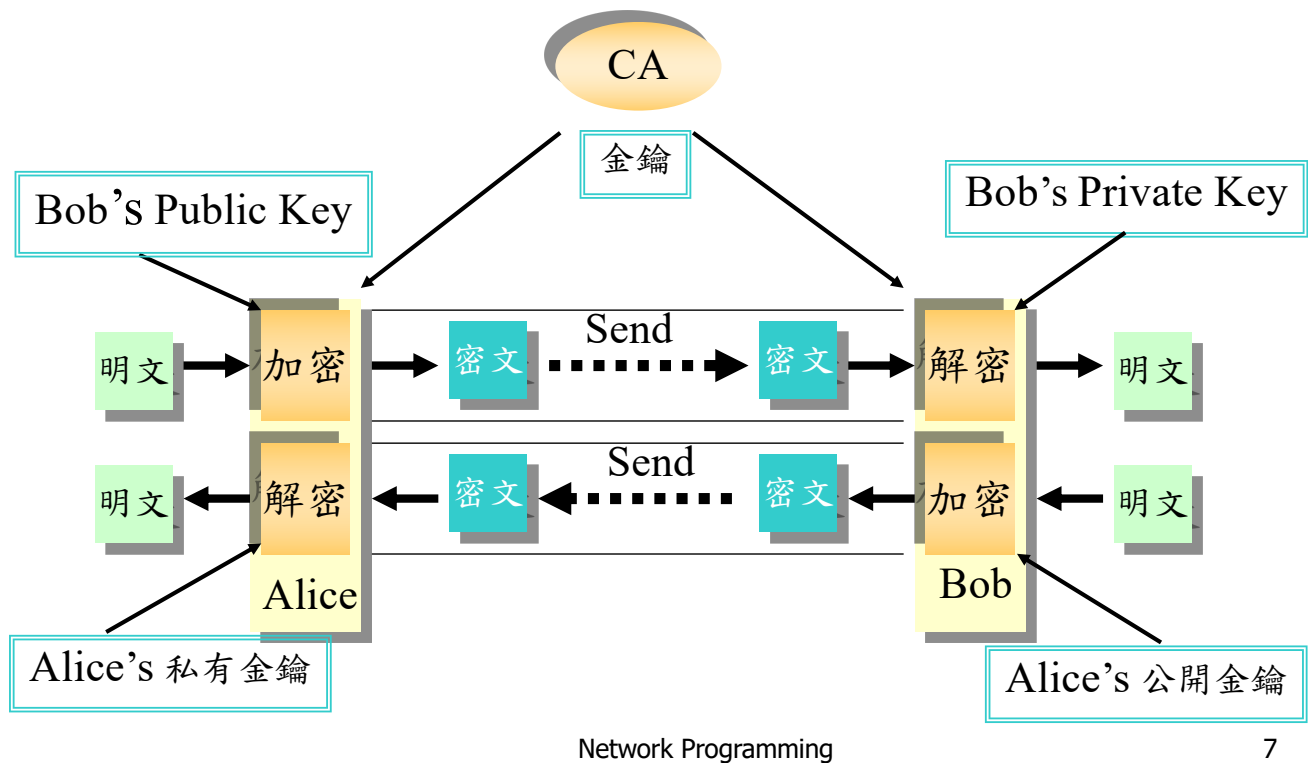 CA
金鑰
Bob’s Public Key
Bob’s Private Key
明文
加密
密文
Send
密文
解密
明文
明文
解密
密文
Send
密文
加密
明文
Alice
Bob
Alice’s 私有金鑰
Alice’s 公開金鑰
Network Programming
7